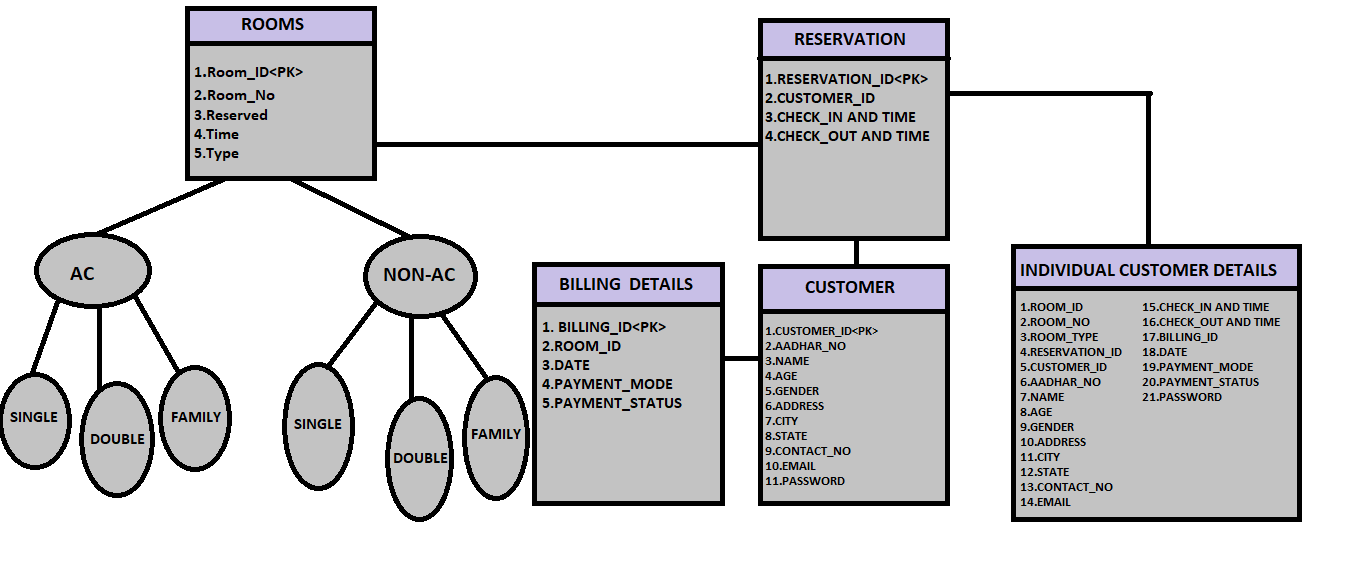 ROOMS
1.Room_ID<PK>
2.Room_No
3.Reserved
4.Time
5.Type
AC
NON-AC
SINGLE
DOUBLE
FAMILY
SINGLE
DOUBLE
FAMILY
RESERVATION
1.RESERVATION_ID<PK>
2.CUSTOMER_ID
3.CHECK_IN AND TIME
4.CHECK_OUT AND TIME
BILLING DETAILS
1. BILLING_ID<PK>
2.ROOM_ID
3.DATE
4.PAYMENT_MODE
5.PAYMENT_STATUS
CUSTOMER
1.CUSTOMER_ID<PK>
2.AADHAR_NO
3.NAME
4.AGE
5.GENDER
6.ADDRESS
7.CITY
8.STATE
9.CONTACT_NO
10.EMAIL
11.PASSWORD
INDIVIDUAL CUSTOMER DETAILS
1.ROOM_ID
2.ROOM_NO
3.ROOM_TYPE
4.RESERVATION_ID
5.CUSTOMER_ID
6.AADHAR_NO
7.NAME
8.AGE
9.GENDER
10.ADDRESS
11.CITY
12.STATE
13.CONTACT_NO
14.EMAIL
15.CHECK_IN AND TIME
16.CHECK_OUT AND TIME
17.BILLING_ID
18.DATE
19.PAYMENT_MODE
20.PAYMENT_STATUS
21.PASSWORD